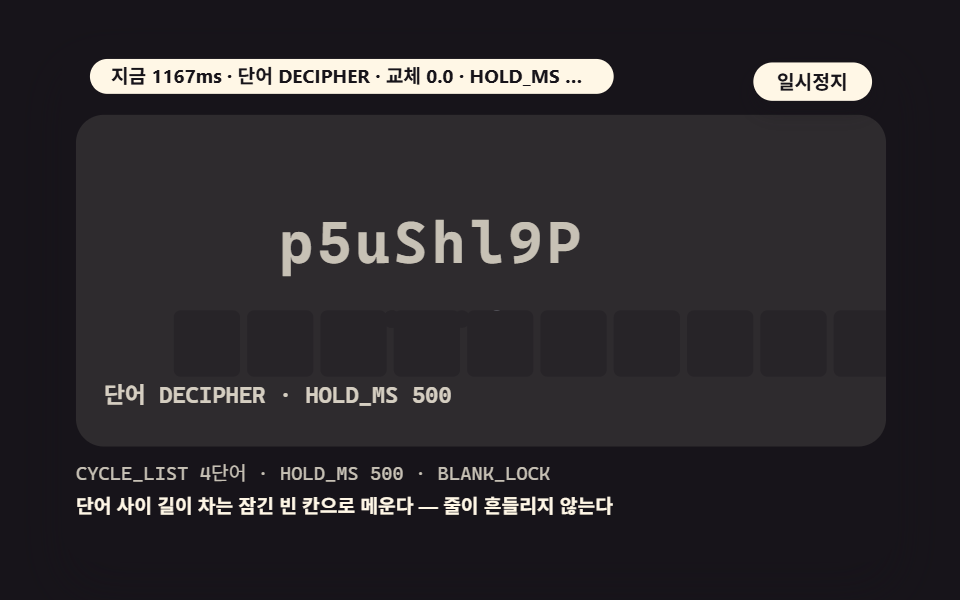 지금 1167ms · 단어 DECIPHER · 교체 0.0 · HOLD_MS ...
일시정지
p5uShl9P
단어 DECIPHER · HOLD_MS 500
CYCLE_LIST 4단어 · HOLD_MS 500 · BLANK_LOCK
단어 사이 길이 차는 잠긴 빈 칸으로 메운다 — 줄이 흔들리지 않는다